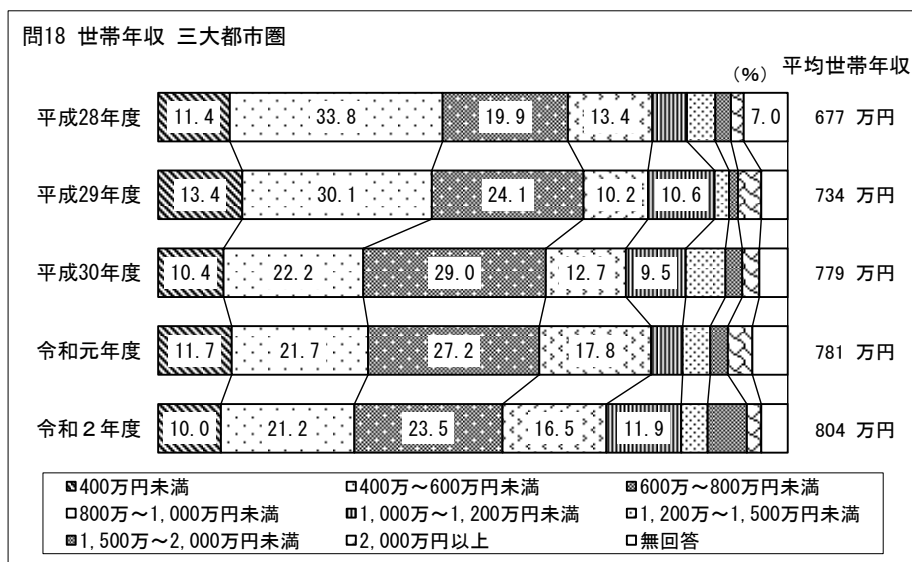 問18 世帯年収 三大都市圏
(%) 平均世帯年収
平成28年度 11.4 33.8 19.9 13.4 7.0 677 万円
平成29年度 13.4 30.1 24.1 10.2 10.6 734 万円
平成30年度 10.4 22.2 29.0 12.7 9.5 779 万円
令和元年度 11.7 21.7 27.2 17.8 781 万円
令和２年度 10.0 21.2 23.5 16.5 11.9 804 万円
400万円未満 400万～600万円未満 600万～800万円未満
800万～1,000万円未満 1,000万～1,200万円未満 1,200万～1,500万円未満
1,500万～2,000万円未満 2,000万円以上 無回答